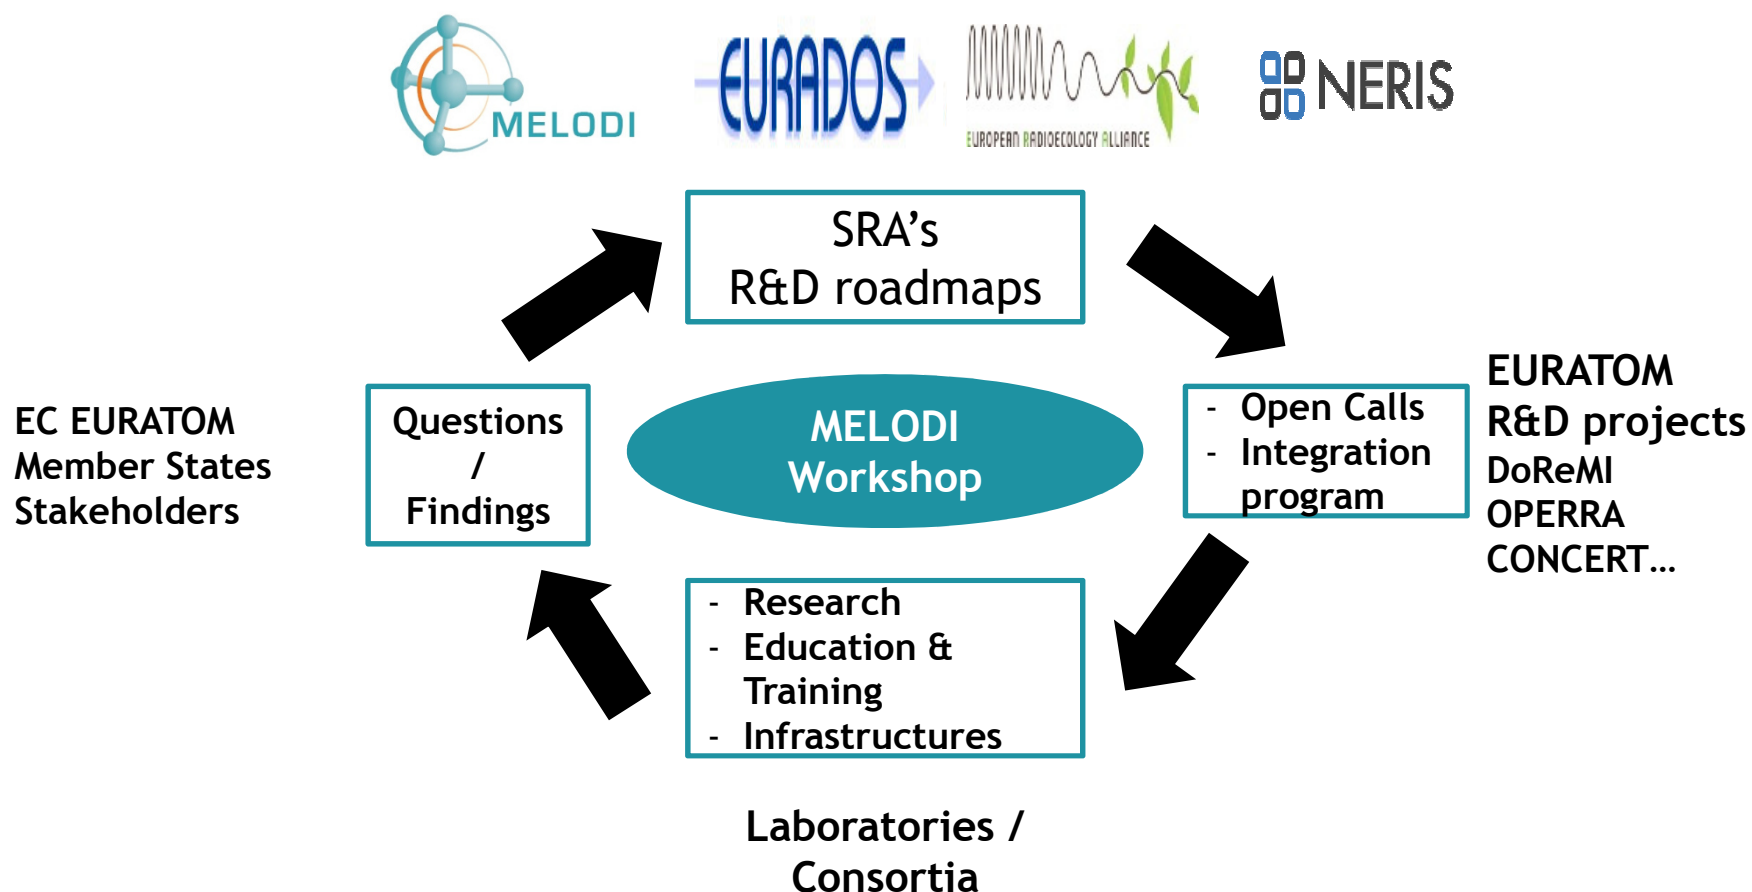 MELODI
EURADOS
EUROPEAN RADIOECOLOGY ALLIANCE
NERIS
SRA’s
R&D roadmaps
EC EURATOM
Member States
Stakeholders
Questions
/
Findings
MELODI
Workshop
- Open Calls
- Integration
program
EURATOM
R&D projects
DoReMI
OPERRA
CONCERT…
- Research
- Education &
Training
- Infrastructures
Laboratories /
Consortia